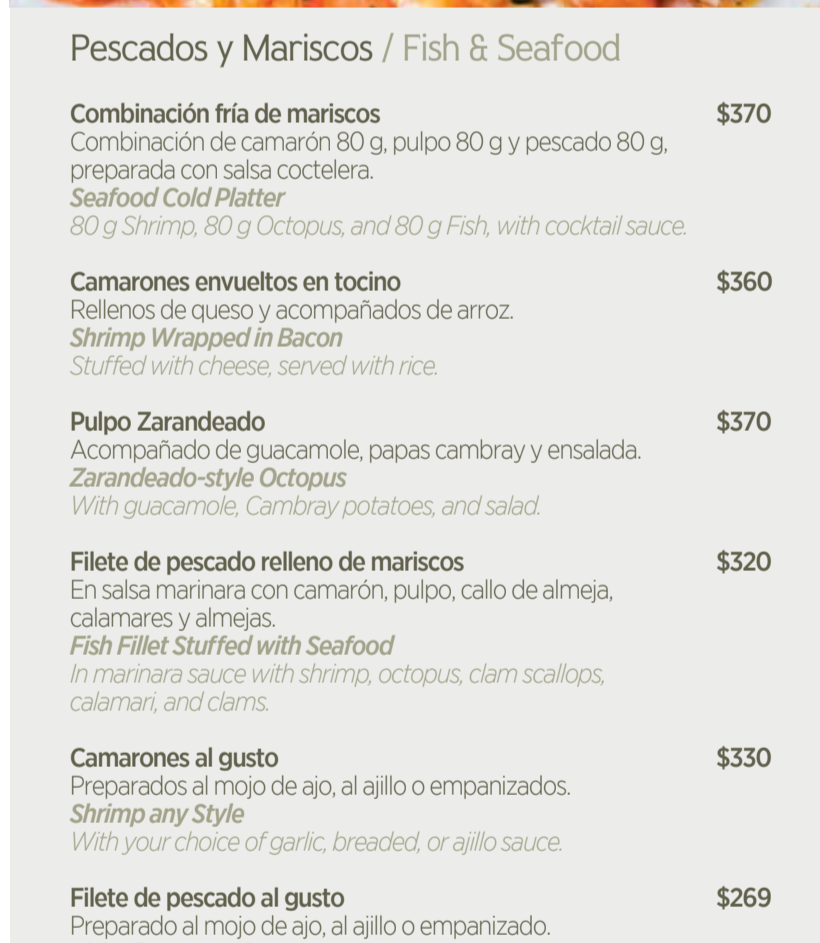 Pescados y Mariscos / Fish & Seafood
Combinación fría de mariscos $370
Combinación de camarón 80 g, pulpo 80 g y pescado 80 g,
preparada con salsa coctelera.
Seafood Cold Platter
80 g Shrimp, 80 g Octopus, and 80 g Fish, with cocktail sauce.
Camarones envueltos en tocino $360
Rellenos de queso y acompañados de arroz.
Shrimp Wrapped in Bacon
Stuffed with cheese, served with rice.
Pulpo Zarandeado $370
Acompañado de guacamole, papas cambray y ensalada.
Zarandeado-style Octopus
With guacamole, Cambray potatoes, and salad.
Filete de pescado relleno de mariscos $320
En salsa marinara con camarón, pulpo, callo de almeja,
calamares y almejas.
Fish Fillet Stuffed with Seafood
In marinara sauce with shrimp, octopus, clam scallops,
calamari, and clams.
Camarones al gusto $330
Preparados al mojo de ajo, al ajillo o empanizados.
Shrimp any Style
With your choice of garlic, breaded, or ajillo sauce.
Filete de pescado al gusto $269
Preparado al mojo de ajo, al ajillo o empanizado.